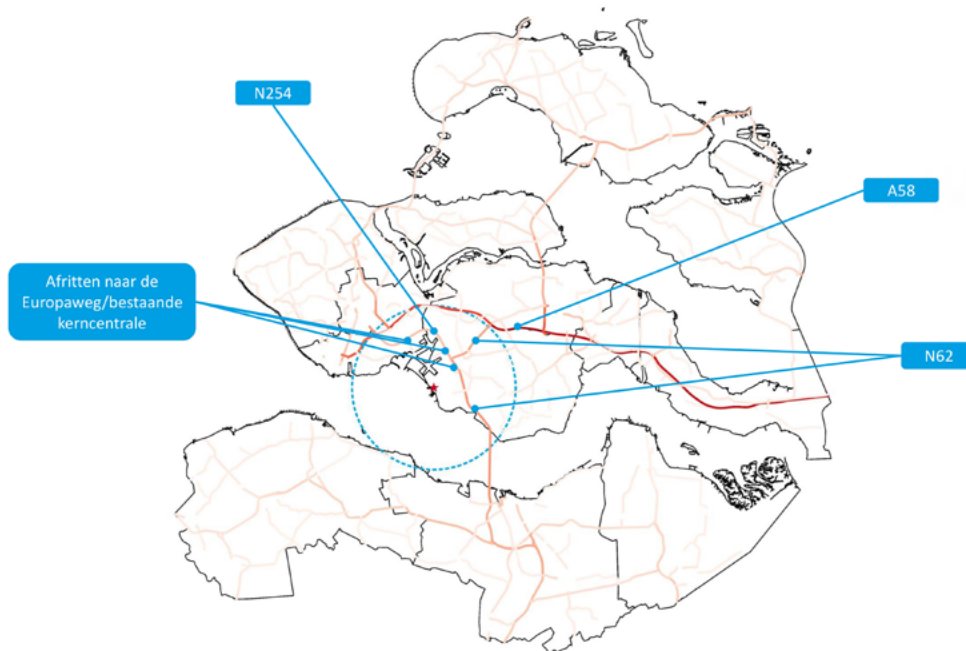 N254
A58
Afritten naar de
Europaweg/bestaande
kerncentrale
N62